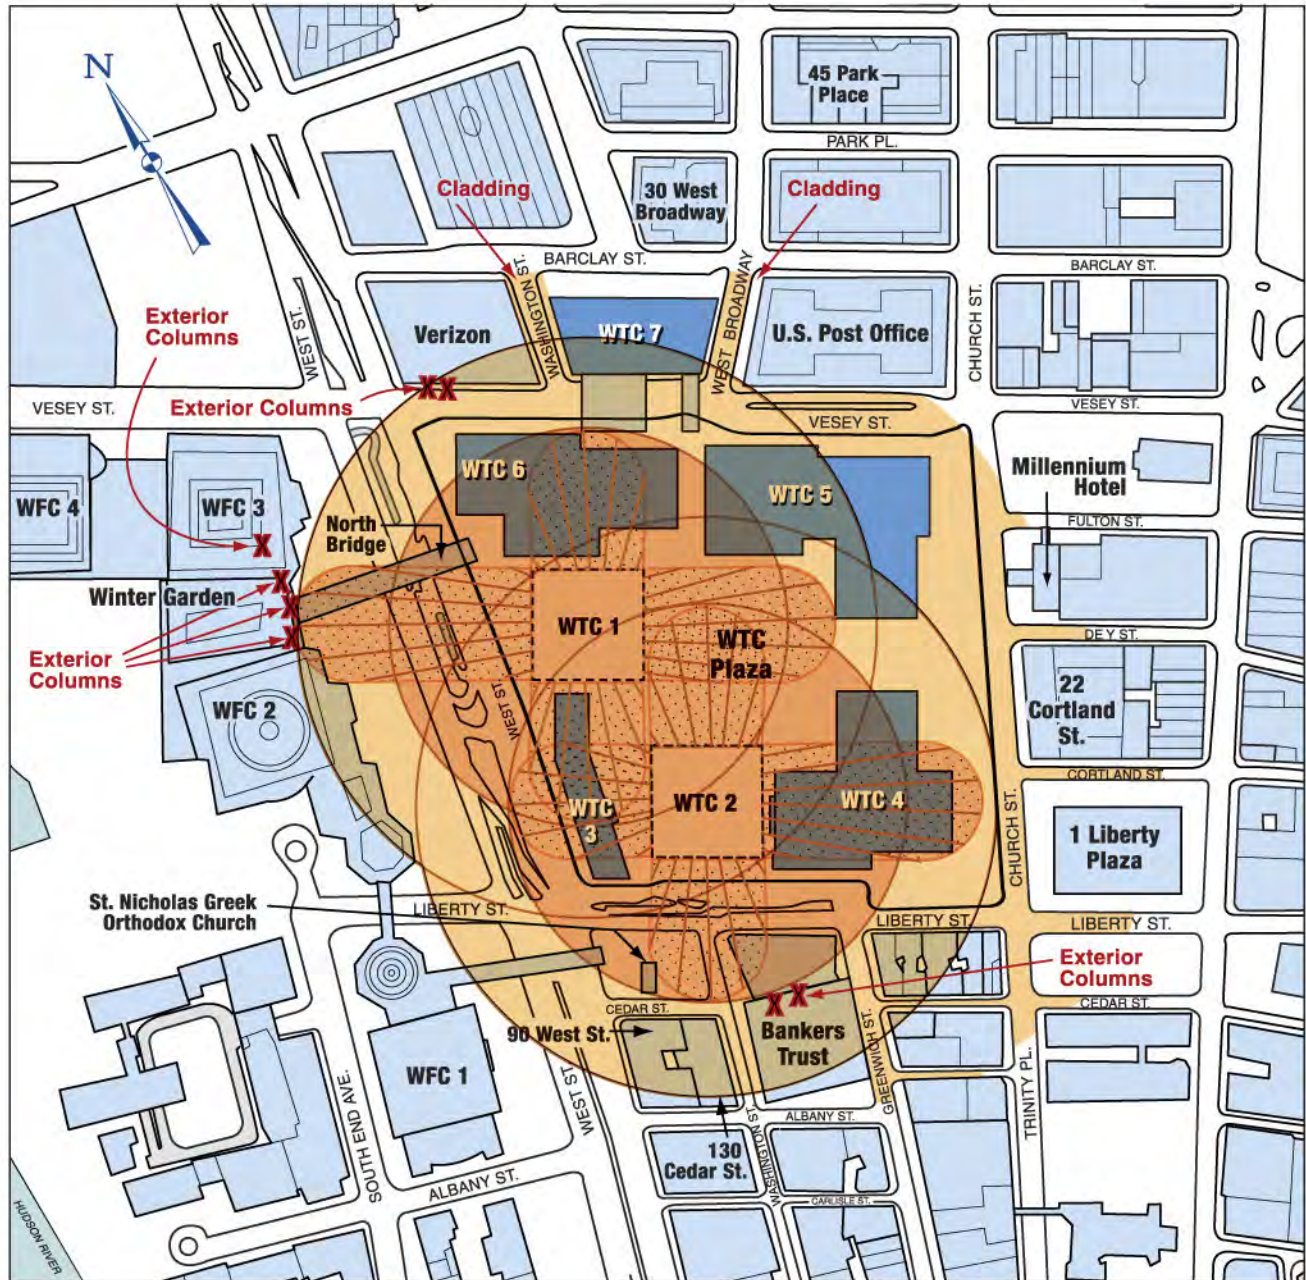 N
45 Park
Place
PARK PL.
Cladding
30 West
Broadway
Cladding
BARCLAY ST.
BARCLAY ST.
WEST ST.
Exterior
Columns
Verizon
WASHINGTON ST.
WTC 7
WEST BROADWAY
U.S. Post Office
CHURCH ST.
VESEY ST.
Exterior Columns
XX
VESEY ST.
VESEY ST.
WFC 4
WFC 3
X
WTC 6
WTC 5
Millennium
Hotel
FULTON ST.
North
Bridge
Winter Garden
X
X
X
WTC 1
WTC
Plaza
DEY ST.
Exterior
Columns
WFC 2
WEST ST.
22
Cortland
St.
CORTLAND ST.
WTC
3
WTC 2
WTC 4
CHURCH ST.
1 Liberty
Plaza
St. Nicholas Greek
Orthodox Church
LIBERTY ST.
LIBERTY ST.
LIBERTY ST.
Exterior
Columns
X
X
CEDAR ST.
CEDAR ST.
90 West St.
Bankers
Trust
GREENWICH ST.
WFC 1
SOUTH END AVE.
WEST ST.
TRINITY PL.
130
Cedar St.
WASHINGTON ST.
ALBANY ST.
ALBANY ST.
CARLISLE ST.
HUDSON RIVER